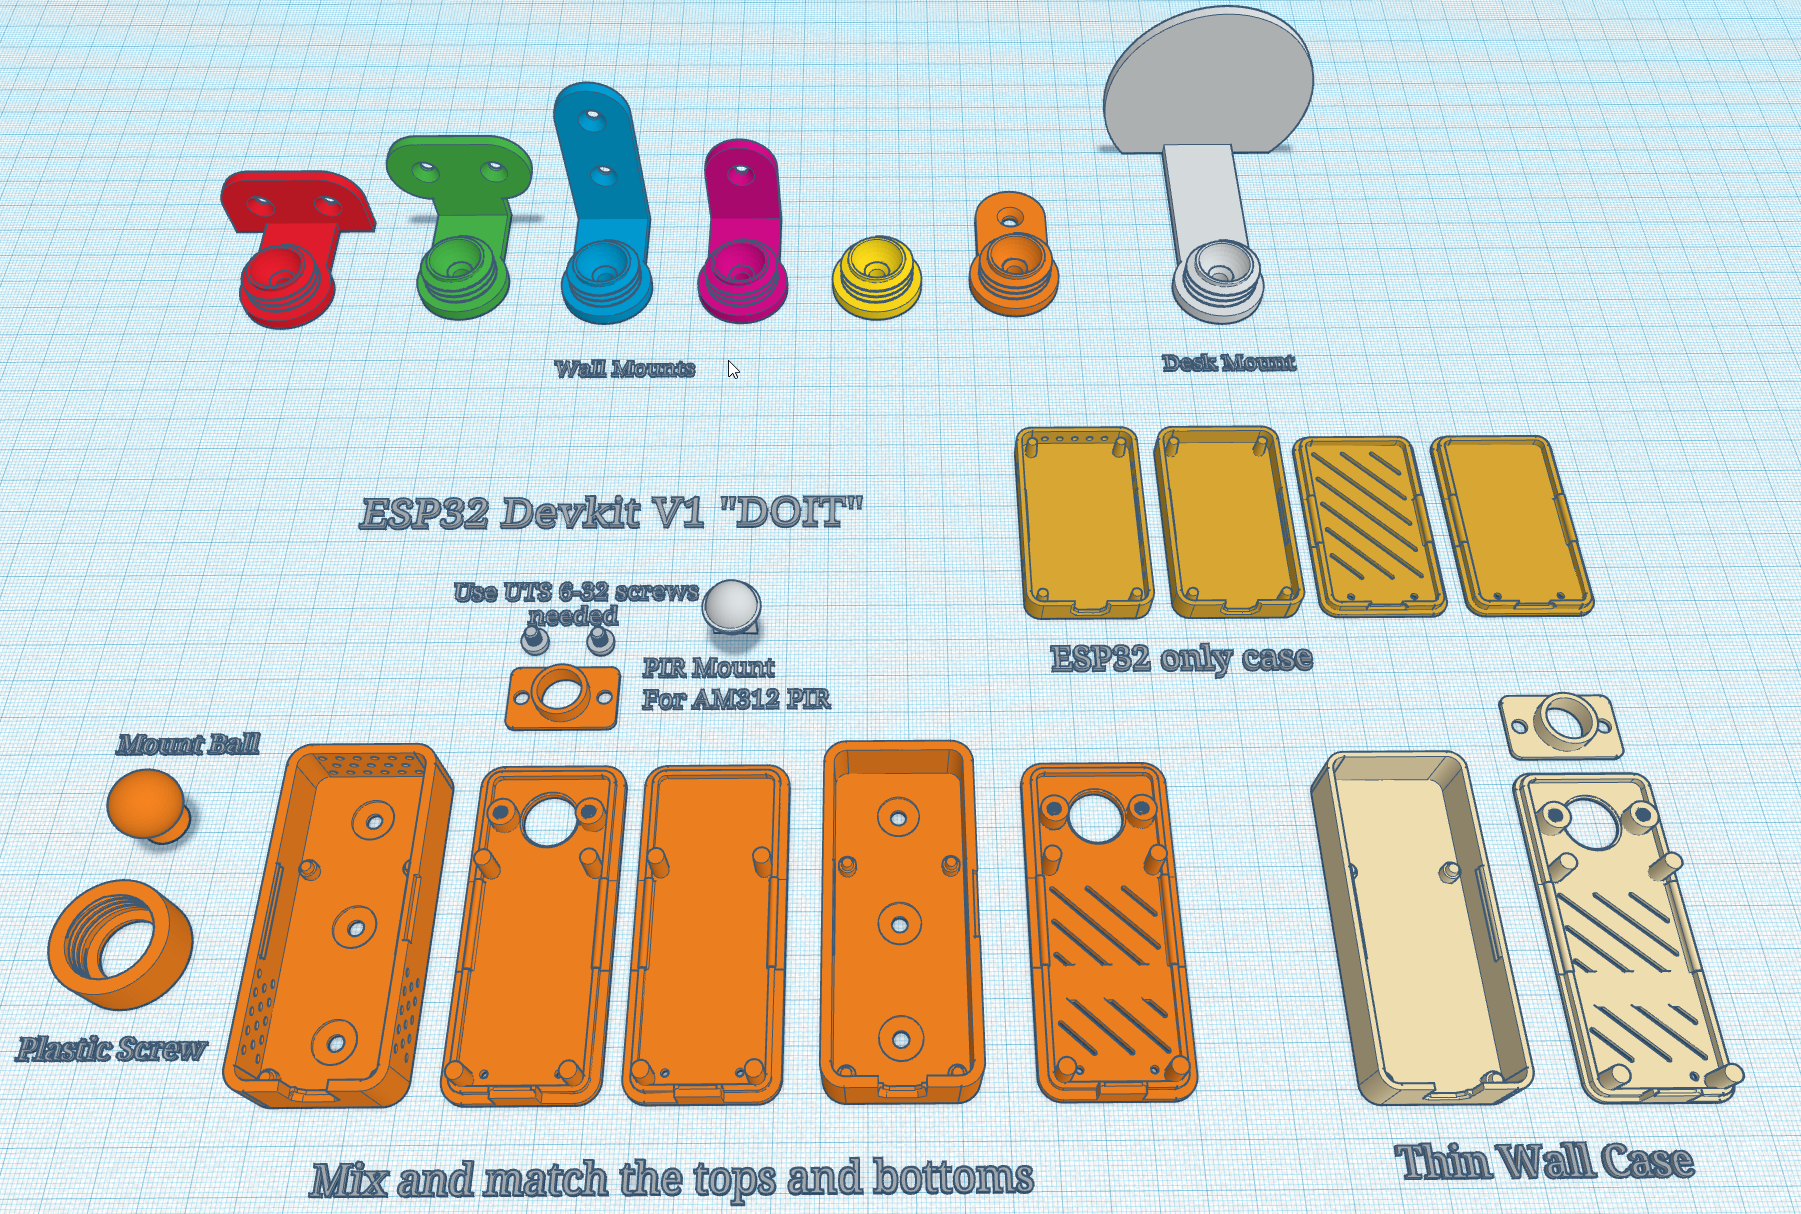 Wall Mounts
Desk Mount
ESP32 Devkit V1 "DOIT"
Use UTS 6-32 screws
needed
PIR Mount
For AM312 PIR
ESP32 only case
Mount Ball
Plastic Screw
Mix and match the tops and bottoms
Thin Wall Case